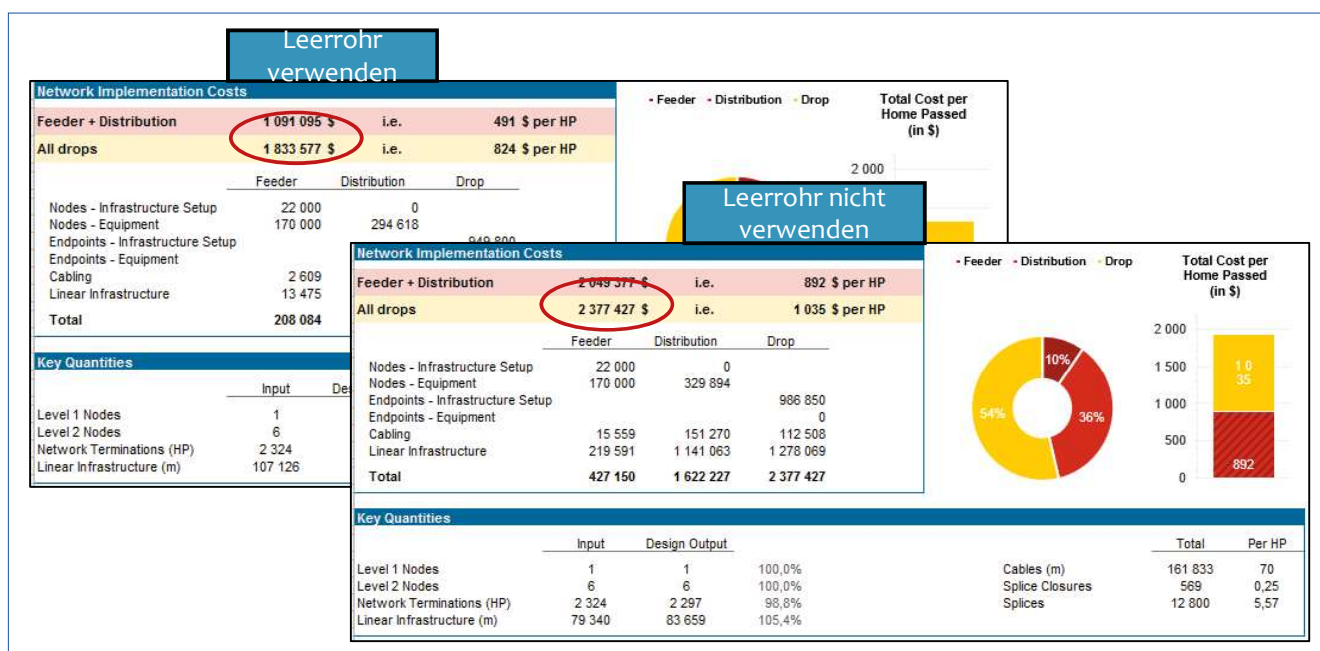 Leerrohr
verwenden
Network Implementation Costs
Feeder + Distribution 1 091 095 $ i.e. 491 $ per HP
All drops 1 833 577 $ i.e. 824 $ per HP
Feeder Distribution Drop
Nodes - Infrastructure Setup 22 000 0
Nodes - Equipment 170 000 294 618
Endpoints - Infrastructure Setup 949 800
Endpoints - Equipment
Cabling 2 609
Linear Infrastructure 13 475
Total 208 084
Key Quantities
Input
Level 1 Nodes 1
Level 2 Nodes 6
Network Terminations (HP) 2 324
Linear Infrastructure (m) 107 126
- Feeder - Distribution - Drop
Total Cost per
Home Passed
(in $)
2 000
Leerrohr nicht
verwenden
Network Implementation Costs
Feeder + Distribution 2 049 377 $ i.e. 892 $ per HP
All drops 2 377 427 $ i.e. 1 035 $ per HP
Feeder Distribution Drop
Nodes - Infrastructure Setup 22 000 0
Nodes - Equipment 170 000 329 894
Endpoints - Infrastructure Setup 986 850
Endpoints - Equipment 0
Cabling 15 559 151 270 112 508
Linear Infrastructure 219 591 1 141 063 1 278 069
Total 427 150 1 622 227 2 377 427
- Feeder - Distribution - Drop
10%
54%
36%
Total Cost per
Home Passed
(in $)
2 000
1 500
1 000
500
0
1 0
35
892
Key Quantities
Input Design Output Total Per HP
Level 1 Nodes 1 1 100,0% Cables (m) 161 833 70
Level 2 Nodes 6 6 100,0% Splice Closures 569 0,25
Network Terminations (HP) 2 324 2 297 98,8% Splices 12 800 5,57
Linear Infrastructure (m) 79 340 83 659 105,4%